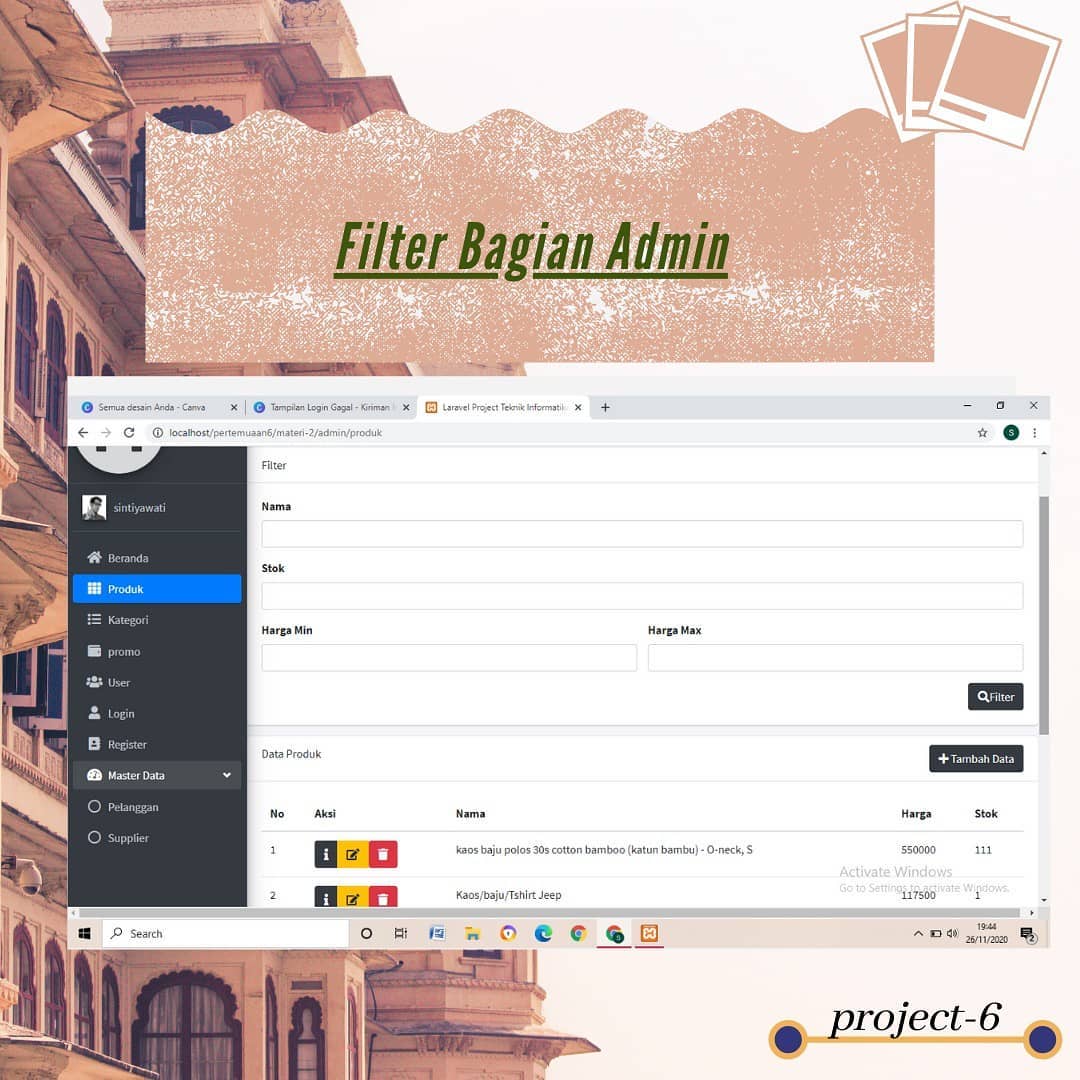 Filter Bagian Admin
Semua desain Anda - Canva
Tampilan Login Gagal - Kiriman
Laravel Project Teknik Informatik
localhost/pertemuaan6/materi-2/admin/produk
S
sintiyawati
Beranda
Produk
Kategori
promo
User
Login
Register
Master Data
Pelanggan
Supplier
Filter
Nama
Stok
Harga Min Harga Max
Filter
Data Produk
Tambah Data
No Aksi Nama Harga Stok
1 kaos baju polos 30s cotton bamboo (katun bambu) - O-neck, S 550000 111
2 Kaos/baju/Tshirt Jeep 117500 1
Activate Windows
Go to Settings to activate Windows.
Search
19:44
26/11/2020
2
project-6